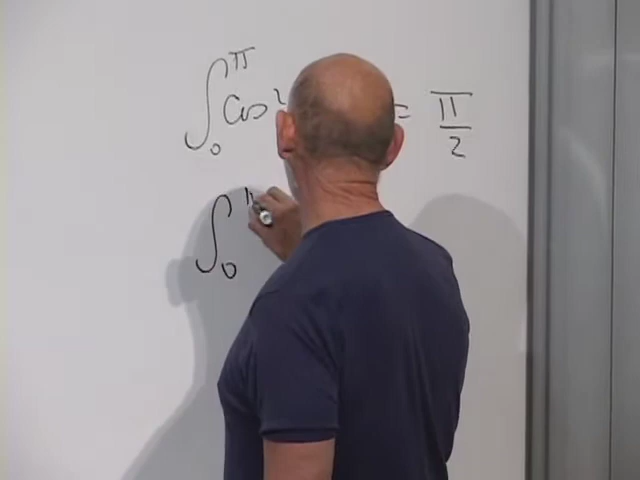 ∫₀^π cos² = π/2
∫₀